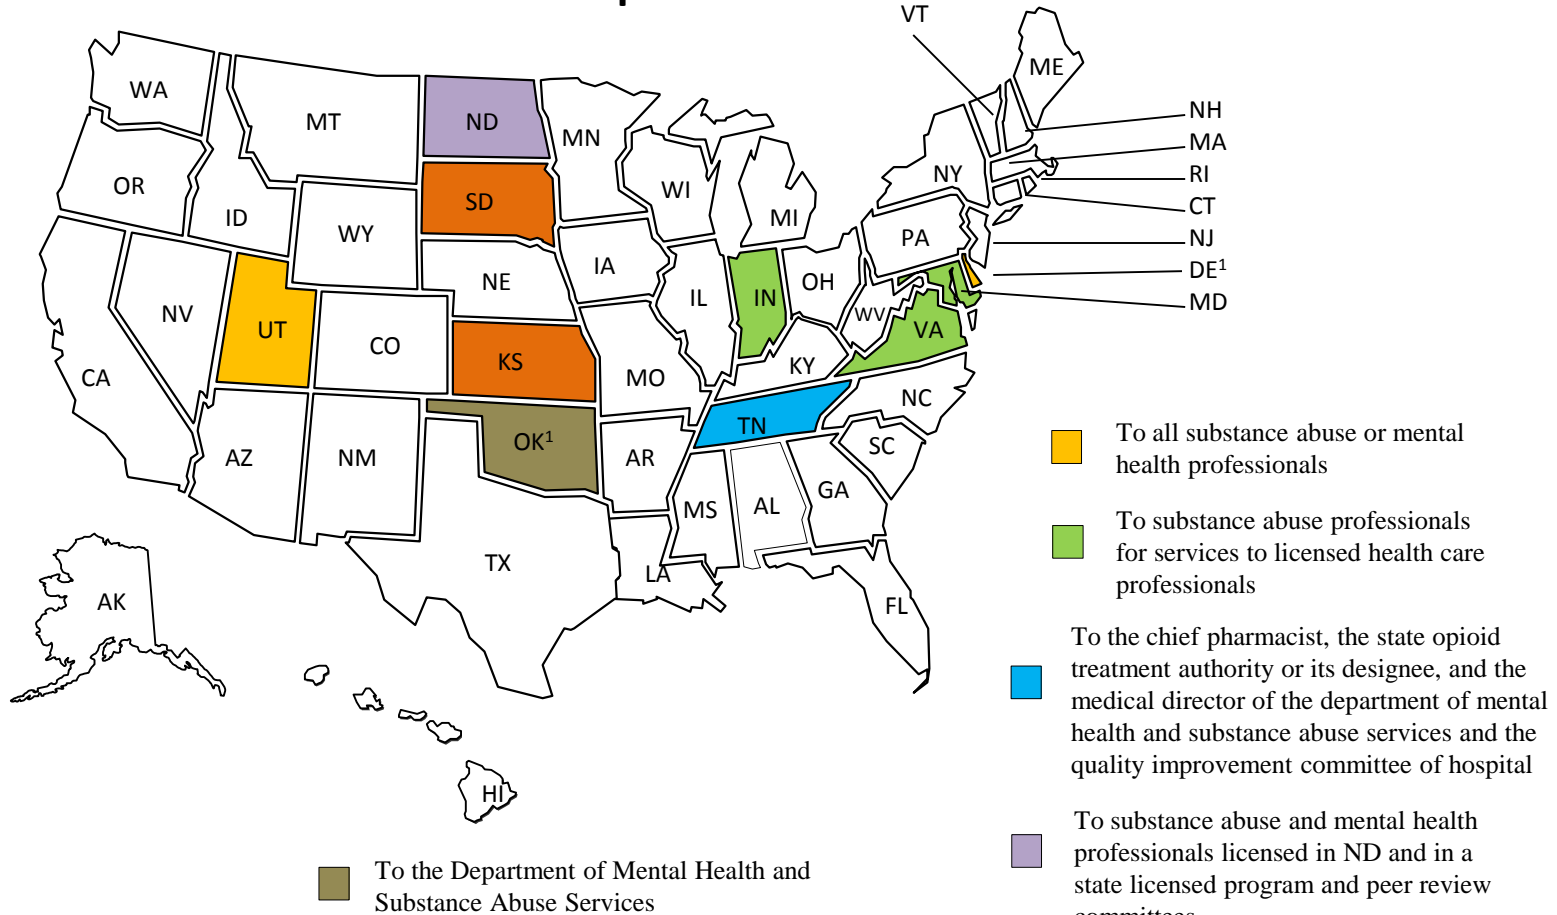 VT
ME
WA
MT
ND
MN
NH
MA
OR
ID
SD
WI
MI
NY
RI
CT
WY
PA
NJ
NE
IA
OH
DE¹
IL
IN
MD
NV
UT
CO
KS
MO
KY
WV
VA
CA
NC
AZ
NM
OK¹
AR
TN
SC
MS
AL
GA
TX
LA
FL
AK
HI
To all substance abuse or mental
health professionals
To substance abuse professionals
for services to licensed health care
professionals
To the chief pharmacist, the state opioid
treatment authority or its designee, and the
medical director of the department of mental
health and substance abuse services and the
quality improvement committee of hospital
To substance abuse and mental health
professionals licensed in ND and in a
state licensed program and peer review
To the Department of Mental Health and
Substance Abuse Services